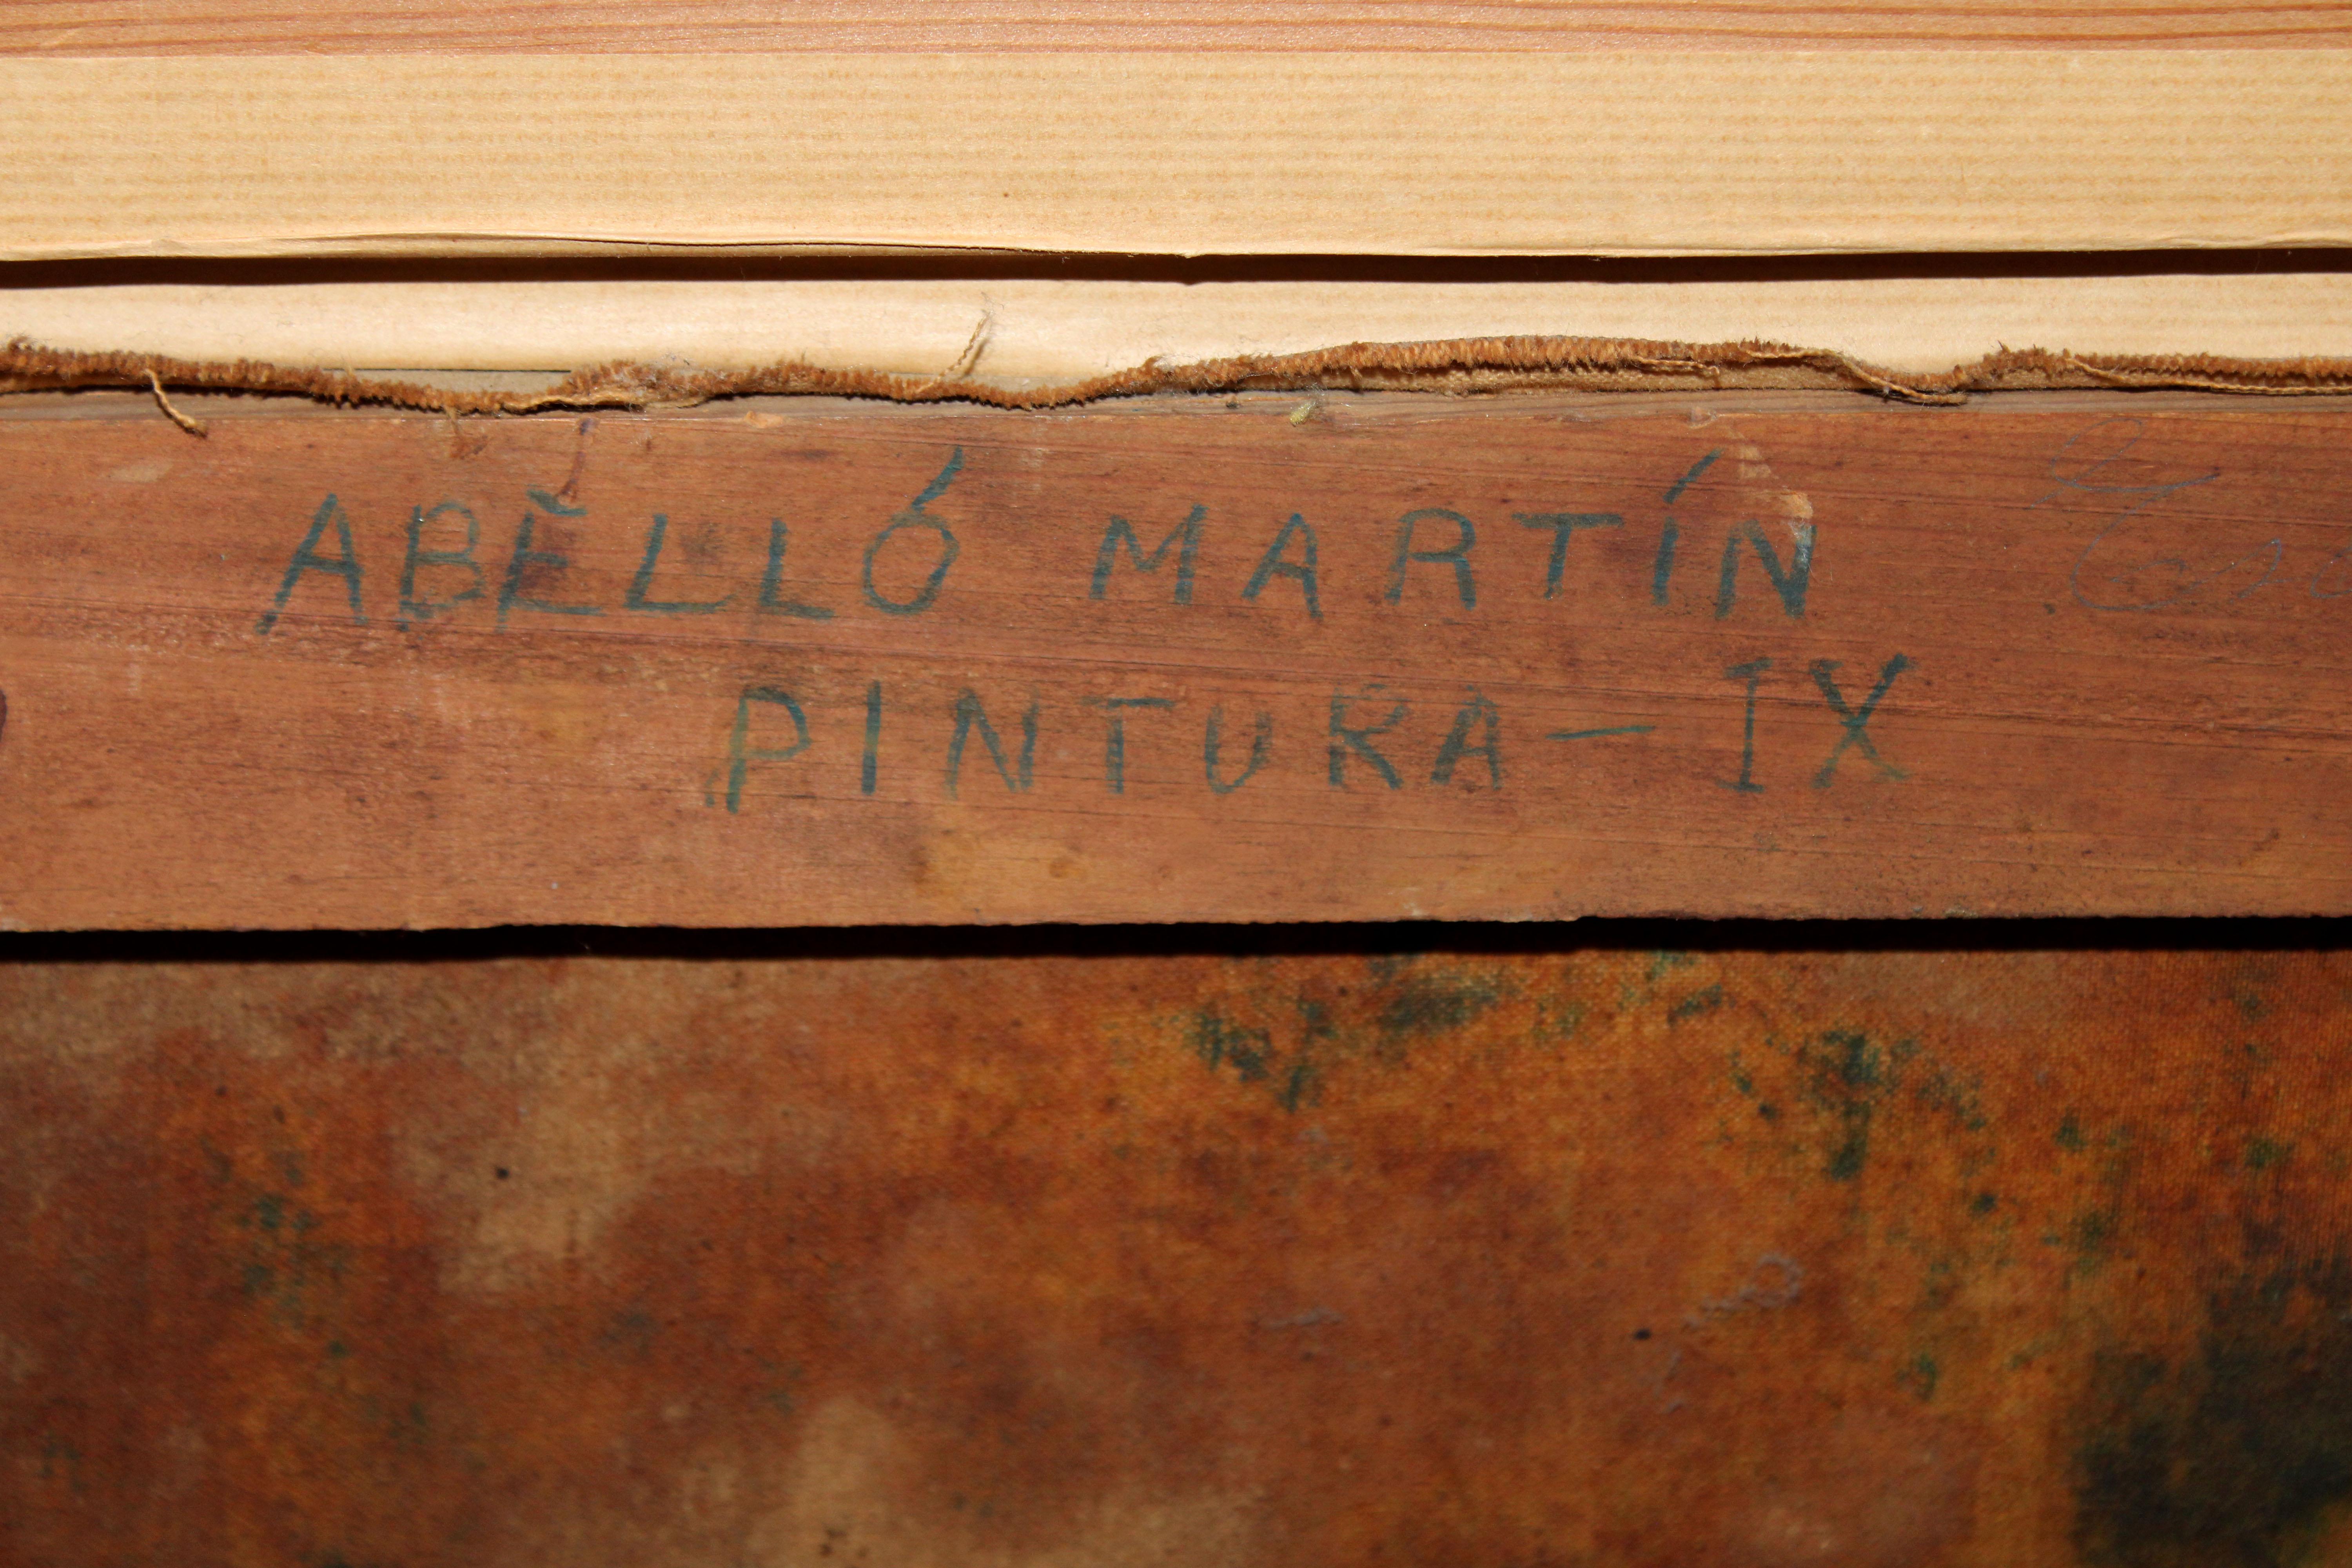 ABELLÓ MARTÍN
PINTURA — IX